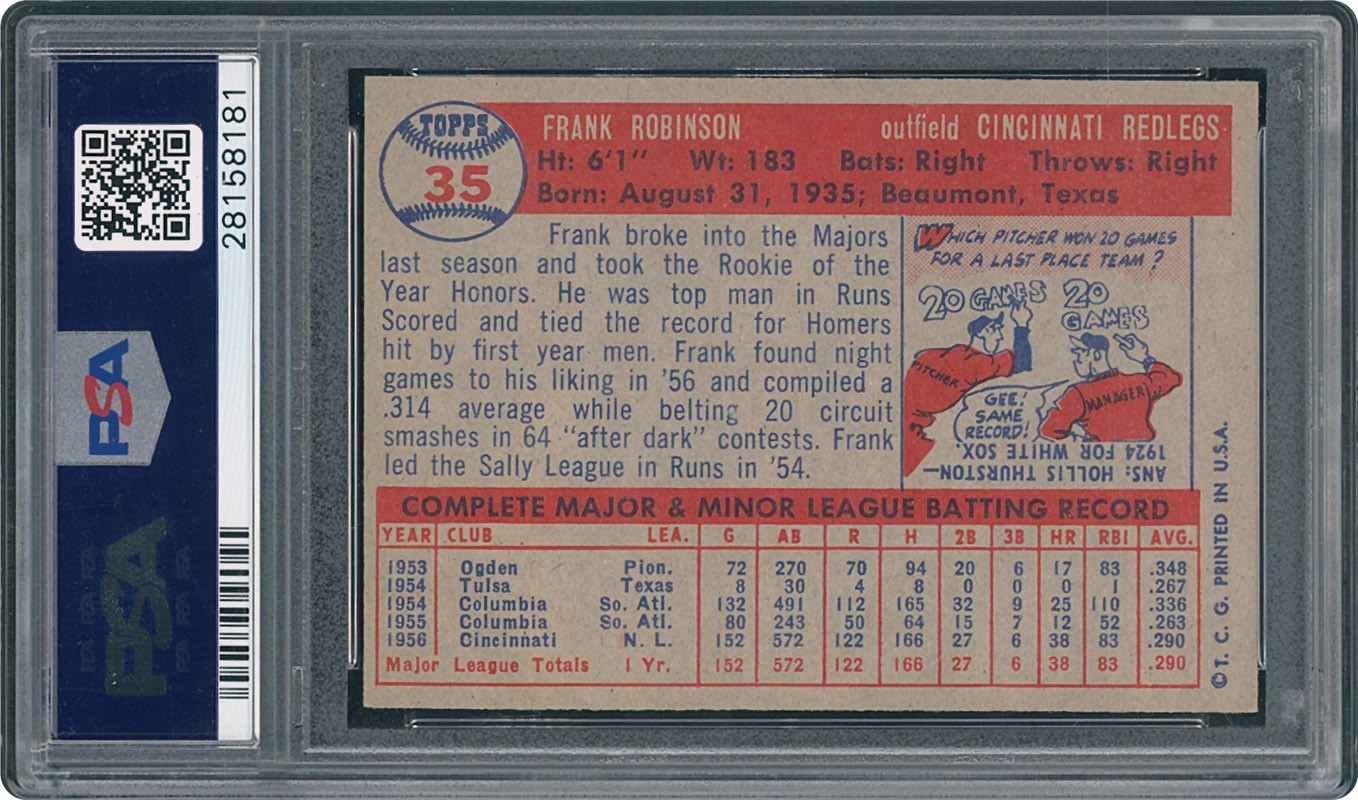 28158181
PSA
PSA
TOPPS
35
FRANK ROBINSON outfield CINCINNATI REDLEGS
Ht: 6'1" Wt: 183 Bats: Right Throws: Right
Born: August 31, 1935; Beaumont, Texas
Frank broke into the Majors
last season and took the Rookie of the
Year Honors. He was top man in Runs
Scored and tied the record for Homers
hit by first year men. Frank found night
games to his liking in '56 and compiled a
.314 average while belting 20 circuit
smashes in 64 "after dark" contests. Frank
led the Sally League in Runs in '54.
WHICH PITCHER WON 20 GAMES
FOR A LAST PLACE TEAM?
20 GAMES
20
GAMES
PITCHER
MANAGER
GEE!
SAME
RECORD!
ANS: HOLLIS THURSTON—
1924 FOR WHITE SOX.
COMPLETE MAJOR & MINOR LEAGUE BATTING RECORD
YEAR CLUB LEA. G AB R H 2B 3B HR RBI AVG.
1953 Ogden Pion. 72 270 70 94 20 6 17 83 .348
1954 Tulsa Texas 8 30 4 8 0 0 0 1 .267
1954 Columbia So. Atl. 132 491 112 165 32 9 25 110 .336
1955 Columbia So. Atl. 80 243 50 64 15 7 12 52 .263
1956 Cincinnati N. L. 152 572 122 166 27 6 38 83 .290
Major League Totals 1 Yr. 152 572 122 166 27 6 38 83 .290
©T. C. G. PRINTED IN U.S.A.